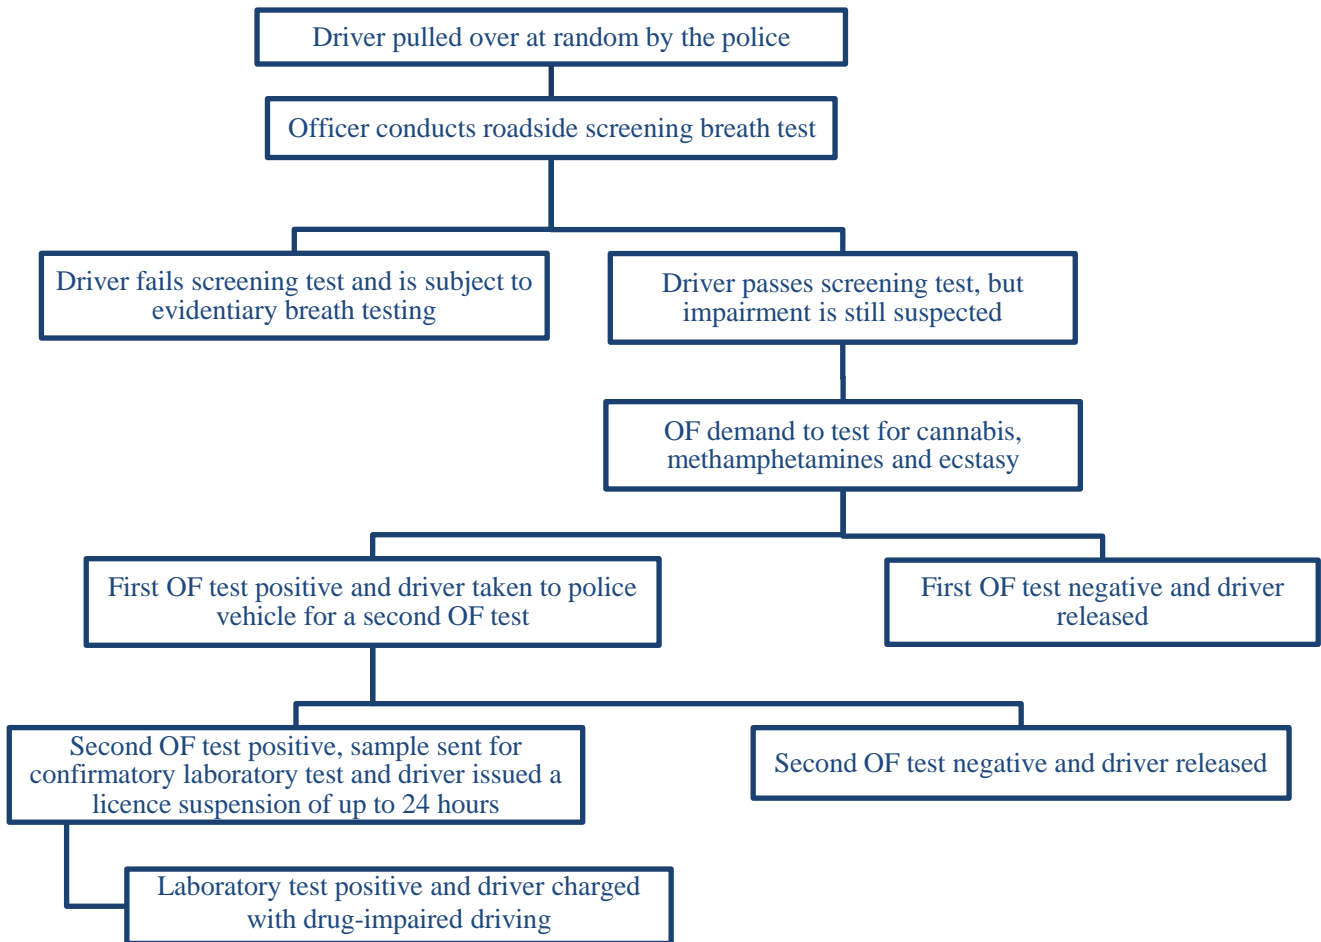 Driver pulled over at random by the police
Officer conducts roadside screening breath test
Driver fails screening test and is subject to
evidentiary breath testing
Driver passes screening test, but
impairment is still suspected
OF demand to test for cannabis,
methamphetamines and ecstasy
First OF test positive and driver taken to police
vehicle for a second OF test
First OF test negative and driver
released
Second OF test positive, sample sent for
confirmatory laboratory test and driver issued a
licence suspension of up to 24 hours
Second OF test negative and driver released
Laboratory test positive and driver charged
with drug-impaired driving